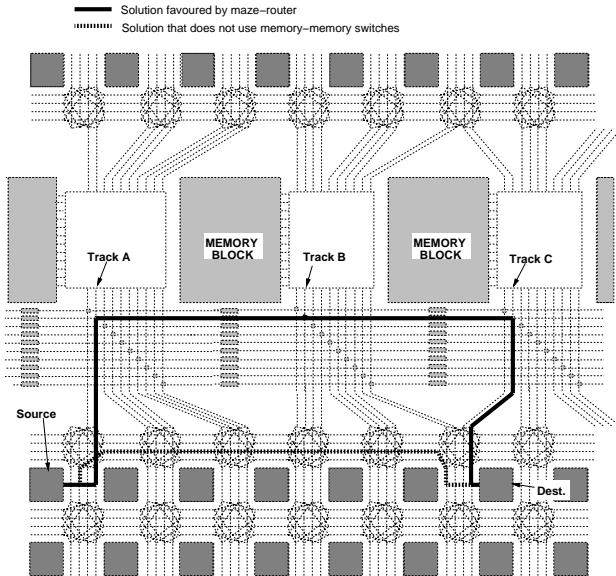 Solution favoured by maze−router
Solution that does not use memory−memory switches
MEMORY
BLOCK
MEMORY
BLOCK
Track A
Track B
Track C
Source
Dest.